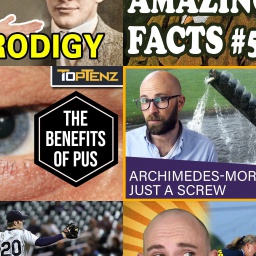 RODIGY
AMAZING
FACTS #5
TOPTENZ
THE
BENEFITS
OF PUS
ARCHIMEDES-MOR
JUST A SCREW
20